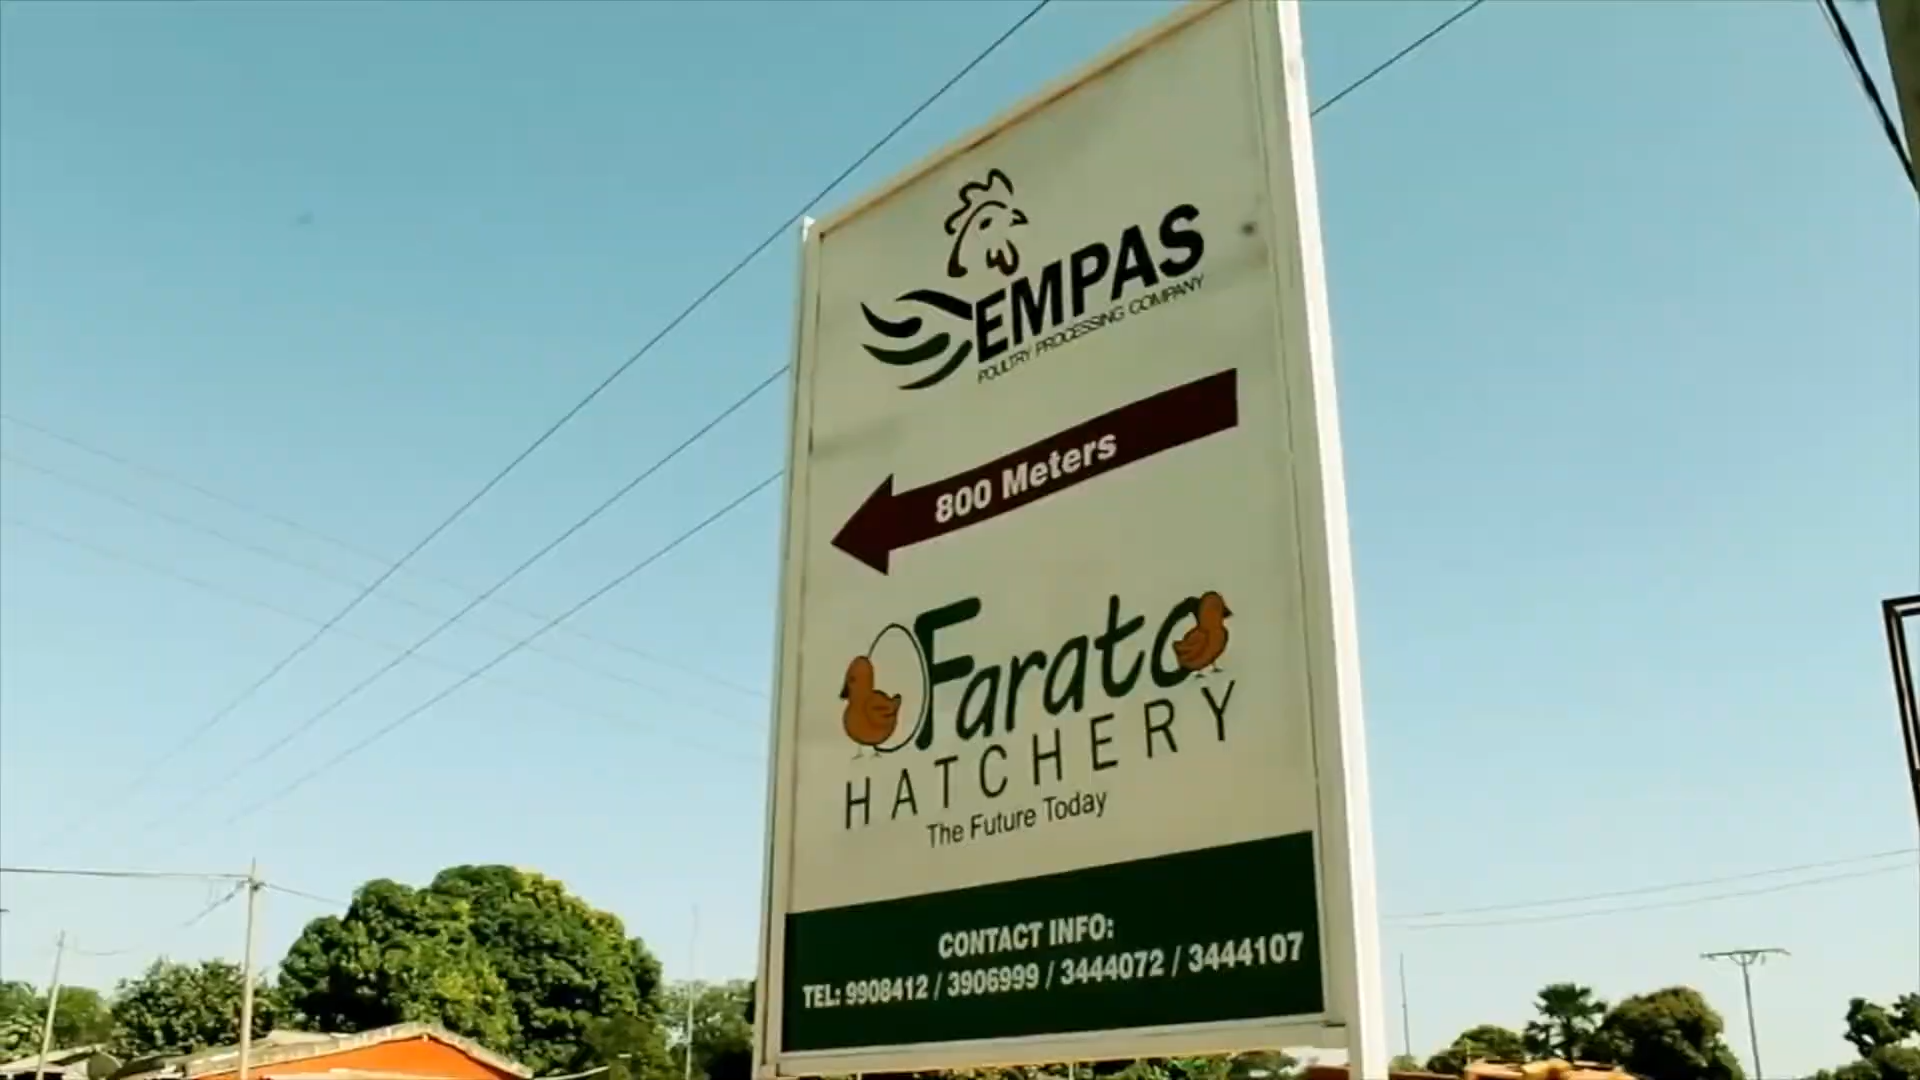 EMPAS
POULTRY PROCESSING COMPANY
800 Meters
Farato
HATCHERY
The Future Today
CONTACT INFO:
TEL: 9908412 / 3906999 / 3444072 / 3444107